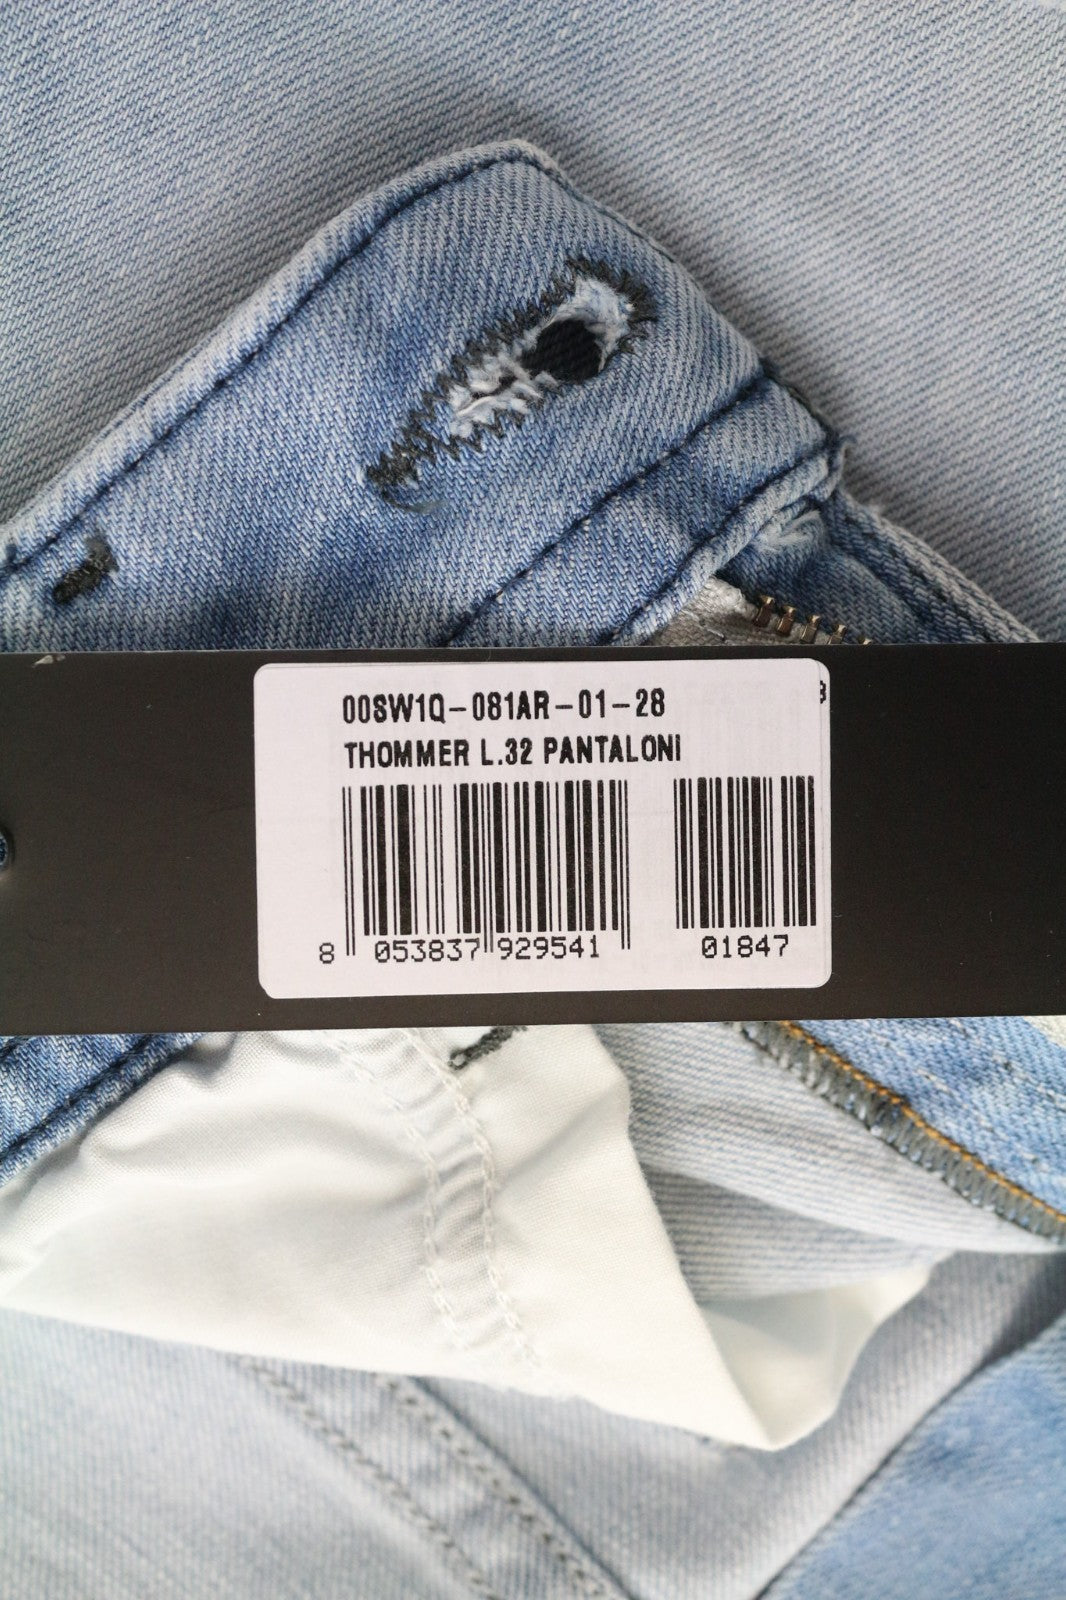 00SW1Q-081AR-01-28
THOMMER L.32 PANTALONI
8 053837 929541
01847